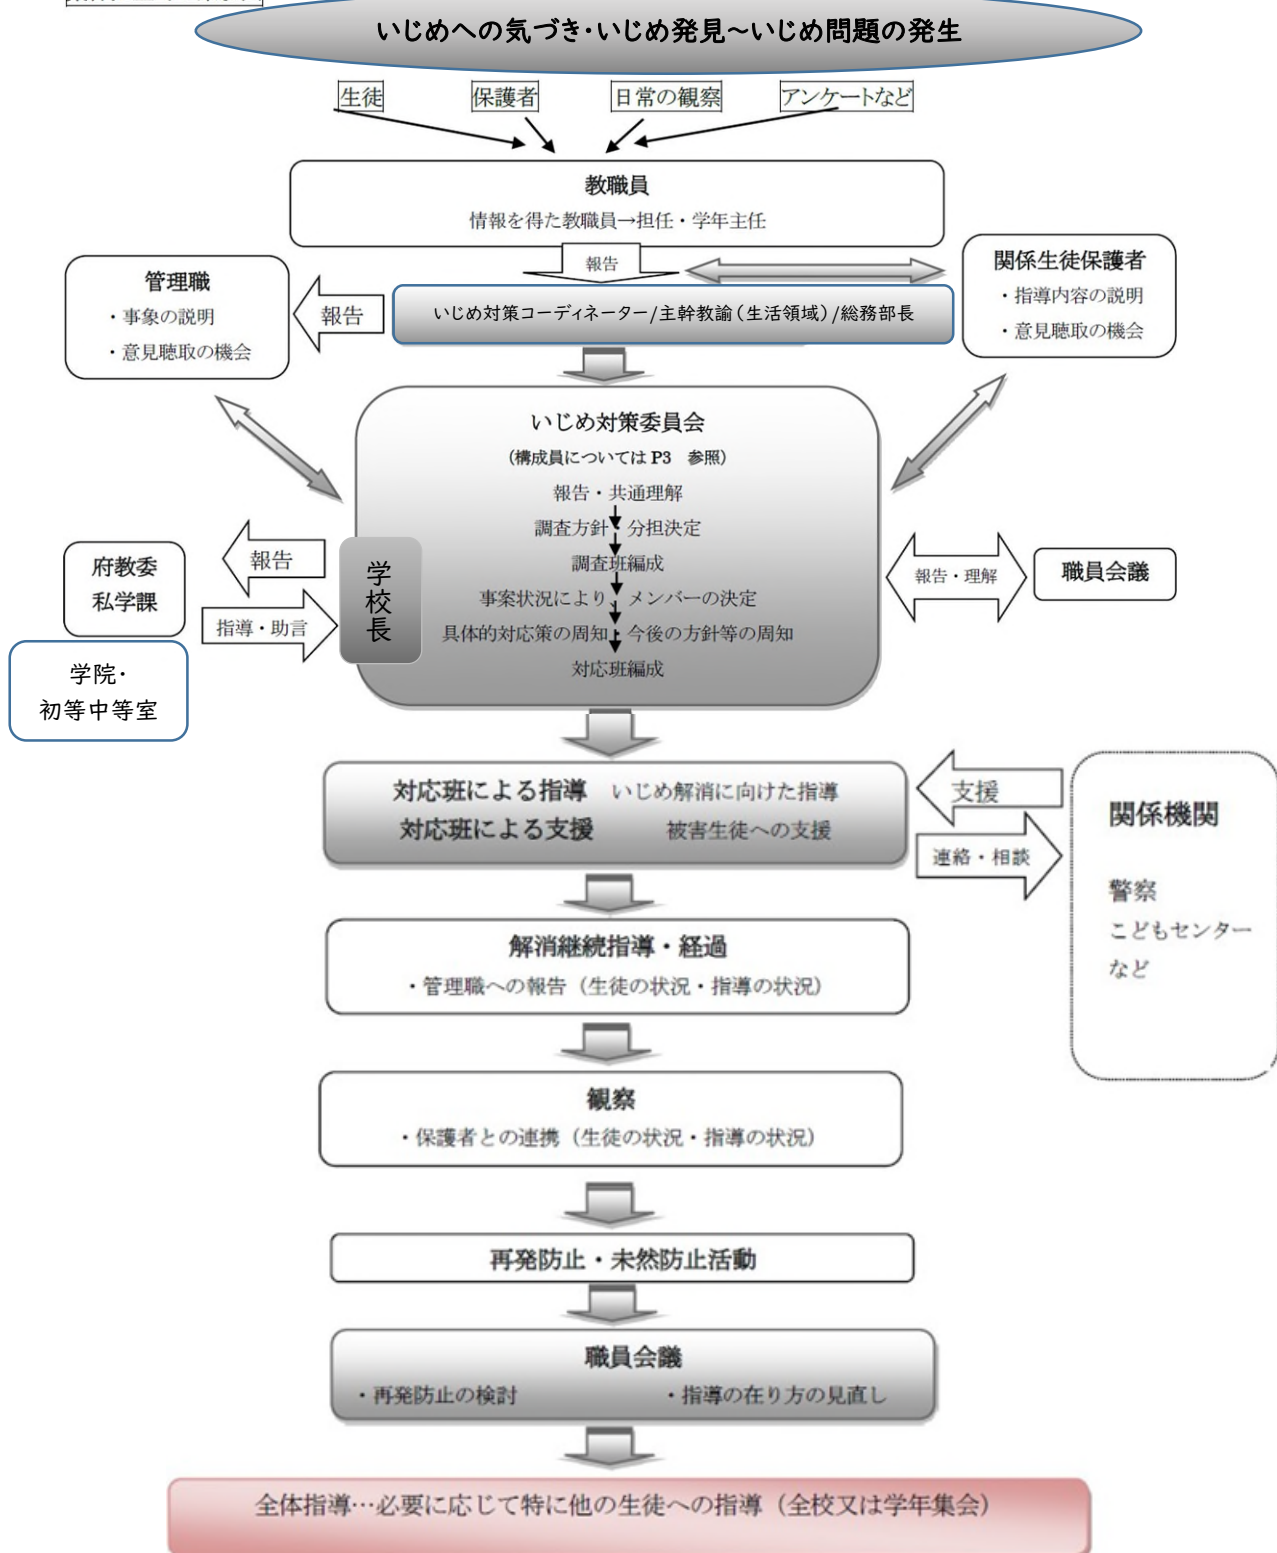 いじめへの気づき・いじめ発見～いじめ問題の発生
生徒
保護者
日常の観察
アンケートなど
教職員
情報を得た教職員→担任・学年主任
報告
管理職
・事象の説明
・意見聴取の機会
報告
いじめ対策コーディネーター/主幹教諭（生活領域）/総務部長
関係生徒保護者
・指導内容の説明
・意見聴取の機会
いじめ対策委員会
（構成員については P3　参照）
報告・共通理解
調査方針・分担決定
調査班編成
事案状況により、メンバーの決定
具体的対応策の周知・今後の方針等の周知
対応班編成
学校長
府教委
私学課
報告
指導・助言
学院・
初等中等室
報告・理解
職員会議
対応班による指導　いじめ解消に向けた指導
対応班による支援　被害生徒への支援
支援
連絡・相談
関係機関
警察
こどもセンター
など
解消継続指導・経過
・管理職への報告（生徒の状況・指導の状況）
観察
・保護者との連携（生徒の状況・指導の状況）
再発防止・未然防止活動
職員会議
・再発防止の検討　・指導の在り方の見直し
全体指導…必要に応じて特に他の生徒への指導（全校又は学年集会）